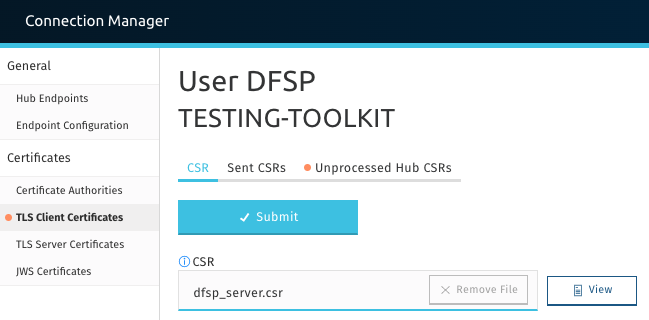 Connection Manager
General
Hub Endpoints
Endpoint Configuration
Certificates
Certificate Authorities
TLS Client Certificates
TLS Server Certificates
JWS Certificates
User DFSP
TESTING-TOOLKIT
CSR Sent CSRs Unprocessed Hub CSRs
Submit
CSR
dfsp_server.csr Remove File View